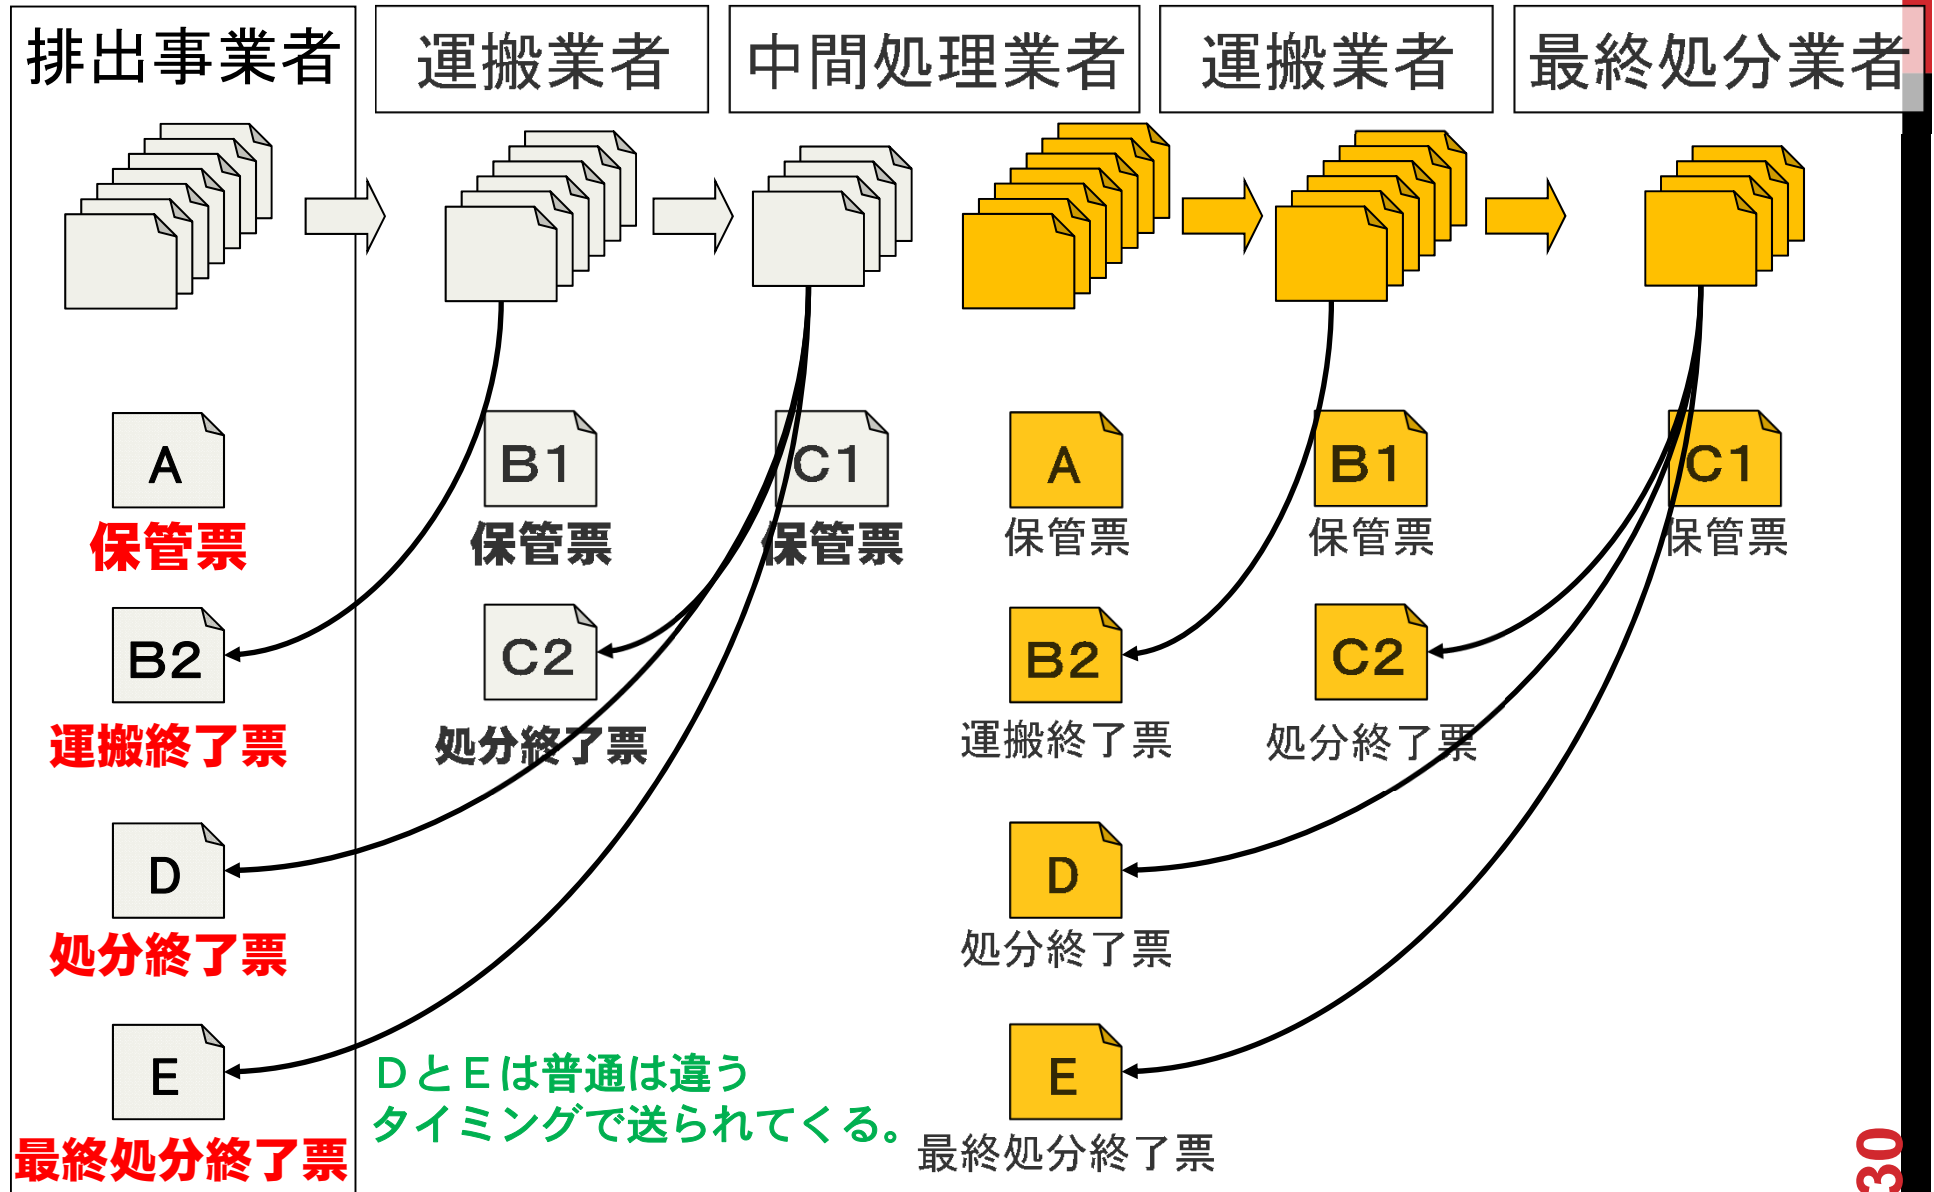 排出事業者
運搬業者
中間処理業者
運搬業者
最終処分業者
A
保管票
B1
保管票
C1
保管票
A
保管票
B1
保管票
C1
保管票
B2
運搬終了票
C2
処分終了票
B2
運搬終了票
C2
処分終了票
D
処分終了票
D
処分終了票
E
最終処分終了票
DとEは普通は違う
タイミングで送られてくる。
E
最終処分終了票
30